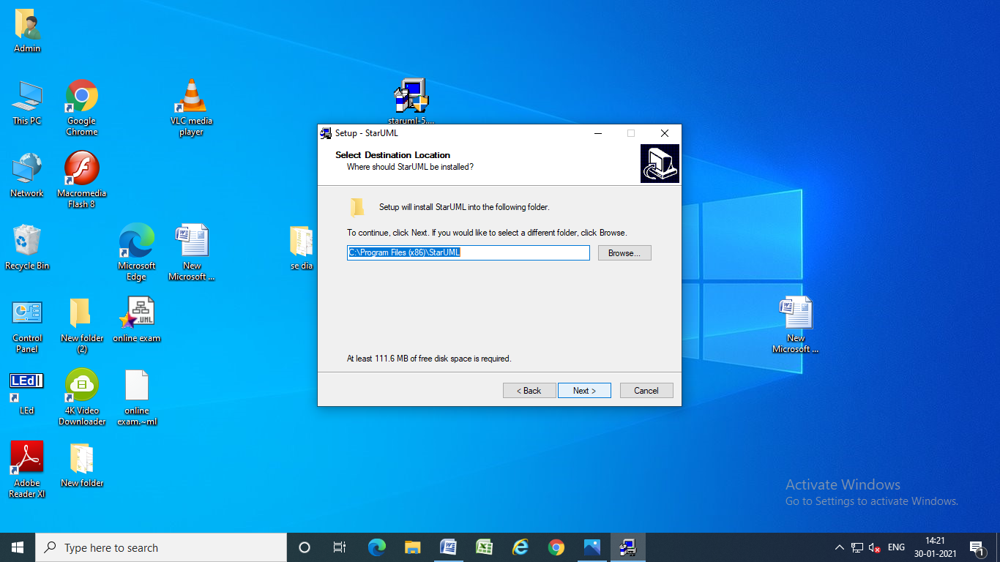 Admin
This PC
Google
Chrome
VLC media
player
staruml-5....
Network
Macromedia
Flash 8
Recycle Bin
Microsoft
Edge
New
Microsoft ...
se dia
Control
Panel
New folder
(2)
.UML
online exam
LEd
LEd
4K Video
Downloader
online
exam.~ml
Adobe
Reader XI
New folder
Setup - StarUML
Select Destination Location
Where should StarUML be installed?
Setup will install StarUML into the following folder.
To continue, click Next. If you would like to select a different folder, click Browse.
C:\Program Files (x86)\StarUML
Browse...
At least 111.6 MB of free disk space is required.
< Back
Next >
Cancel
New
Microsoft ...
Activate Windows
Go to Settings to activate Windows.
Type here to search
ENG
14:21
30-01-2021
1